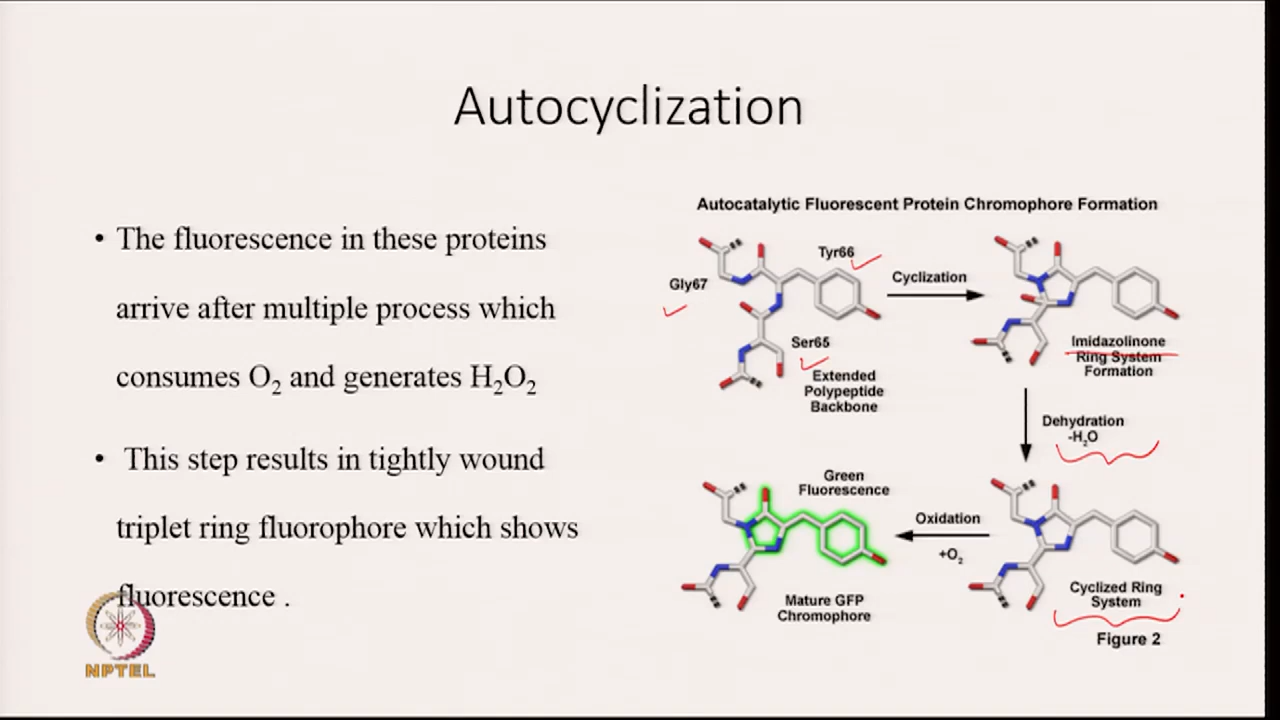 Autocyclization
• The fluorescence in these proteins
arrive after multiple process which
consumes O₂ and generates H₂O₂
• This step results in tightly wound
triplet ring fluorophore which shows
fluorescence .
NPTEL
Autocatalytic Fluorescent Protein Chromophore Formation
Tyr66
Gly67
Ser65
Extended
Polypeptide
Backbone
Cyclization
Imidazolinone
Ring System
Formation
Dehydration
-H₂O
Green
Fluorescence
Oxidation
+O₂
Mature GFP
Chromophore
Cyclized Ring
System
Figure 2